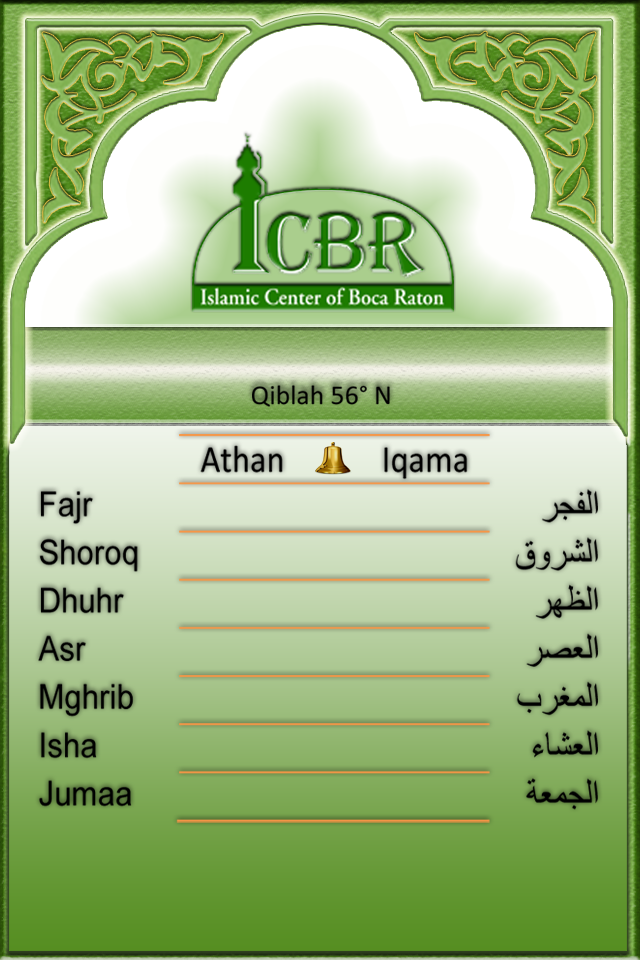 ICBR
Islamic Center of Boca Raton
Qiblah 56° N
Athan Iqama
Fajr الفجر
Shoroq الشروق
Dhuhr الظهر
Asr العصر
Mghrib المغرب
Isha العشاء
Jumaa الجمعة